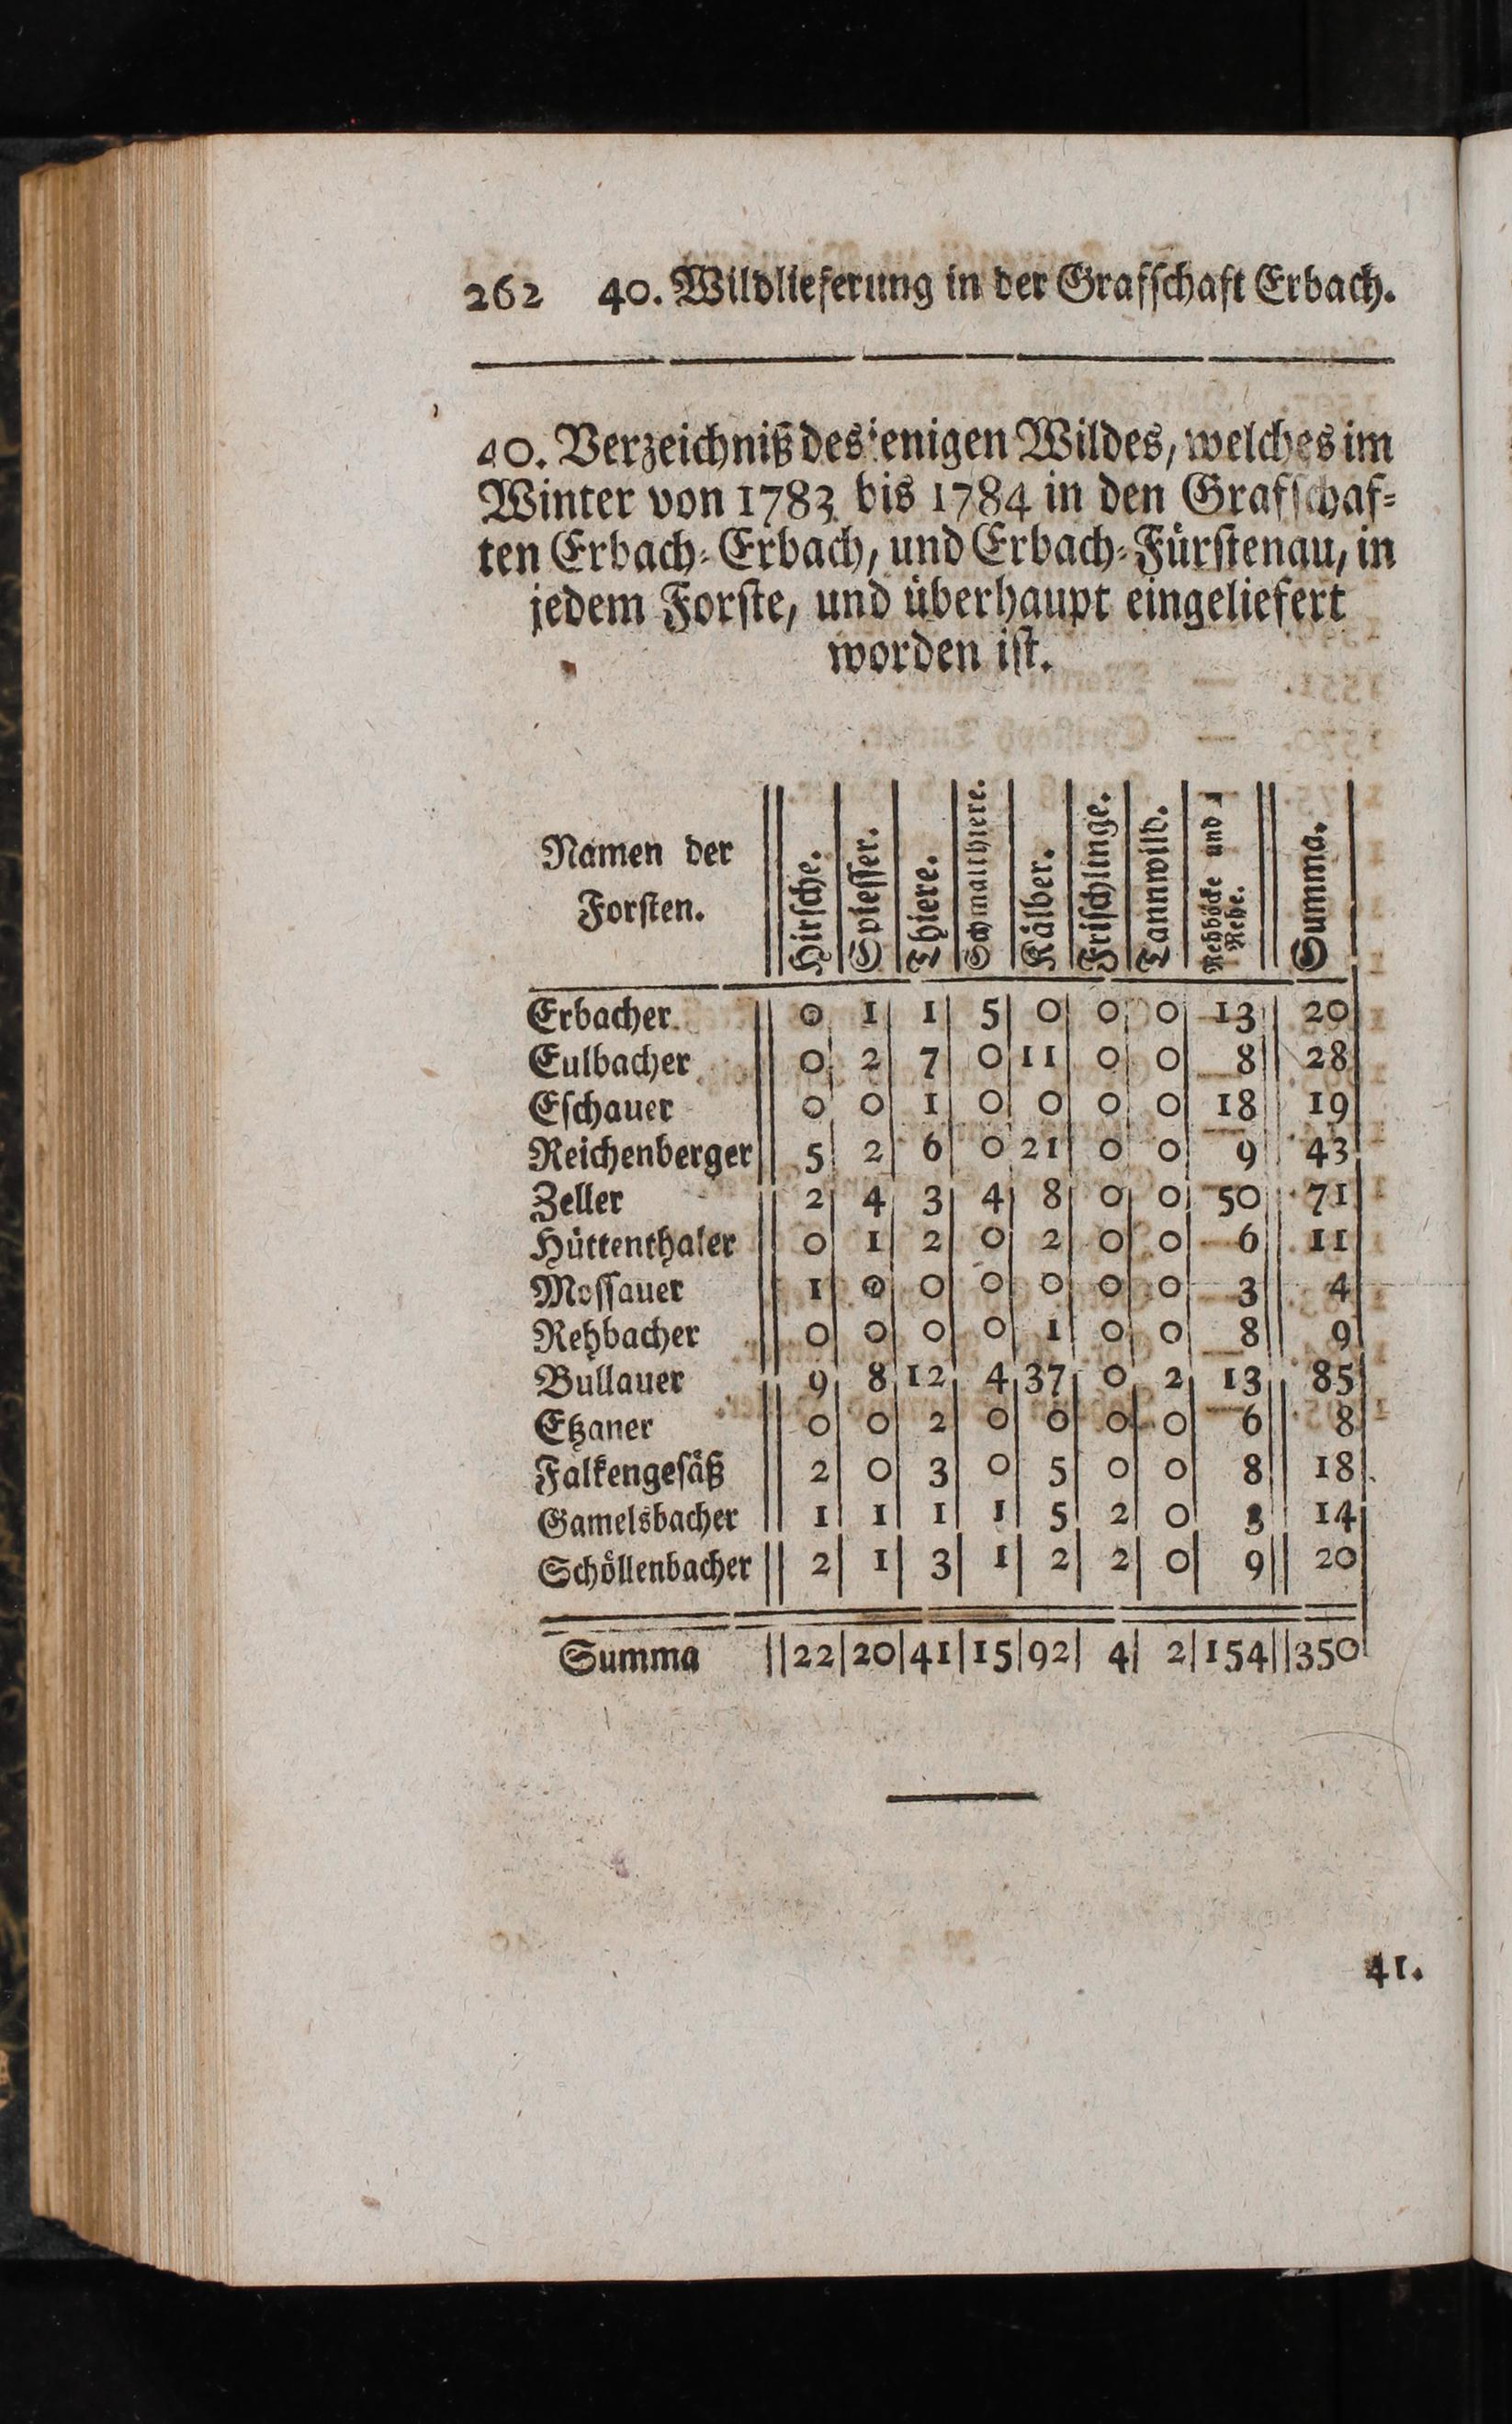 262 40. Wildlieferung in der Grafſchaft Erbach.
40. Verzeichniß desjenigen Wildes, welches im
Winter von 1783 bis 1784 in den Grafſchaf-
ten Erbach-Erbach, und Erbach-Fürſtenau, in
jedem Forſte, und überhaupt eingeliefert
worden iſt.
Namen der Forſten. | Hirſche. | Spieſſer. | Thiere. | Schmalthiere. | Kälber. | Friſchlinge. | Tannwild. | Rehböcke und Rehe. | Summa.
Erbacher | 0 | 1 | 1 | 5 | 0 | 0 | 0 | 13 | 20
Eulbacher | 0 | 2 | 7 | 0 | 11 | 0 | 0 | 8 | 28
Eſchauer | 0 | 0 | 1 | 0 | 0 | 0 | 0 | 18 | 19
Reichenberger | 5 | 2 | 6 | 0 | 21 | 0 | 0 | 9 | 43
Zeller | 2 | 4 | 3 | 4 | 8 | 0 | 0 | 50 | 71
Hüttenthaler | 0 | 1 | 2 | 0 | 2 | 0 | 0 | 6 | 11
Moſſauer | 1 | 0 | 0 | 0 | 0 | 0 | 0 | 3 | 4
Rehbacher | 0 | 0 | 0 | 0 | 1 | 0 | 0 | 8 | 9
Bullauer | 9 | 8 | 12 | 4 | 37 | 0 | 2 | 13 | 85
Etzaner | 0 | 0 | 2 | 0 | 0 | 0 | 0 | 6 | 8
Falkengeſäß | 2 | 0 | 3 | 0 | 5 | 0 | 0 | 8 | 18
Gamelsbacher | 1 | 1 | 1 | 1 | 5 | 2 | 0 | 3 | 14
Schöllenbacher | 2 | 1 | 3 | 1 | 2 | 2 | 0 | 9 | 20
Summa | 22 | 20 | 41 | 15 | 92 | 4 | 2 | 154 | 350
41.